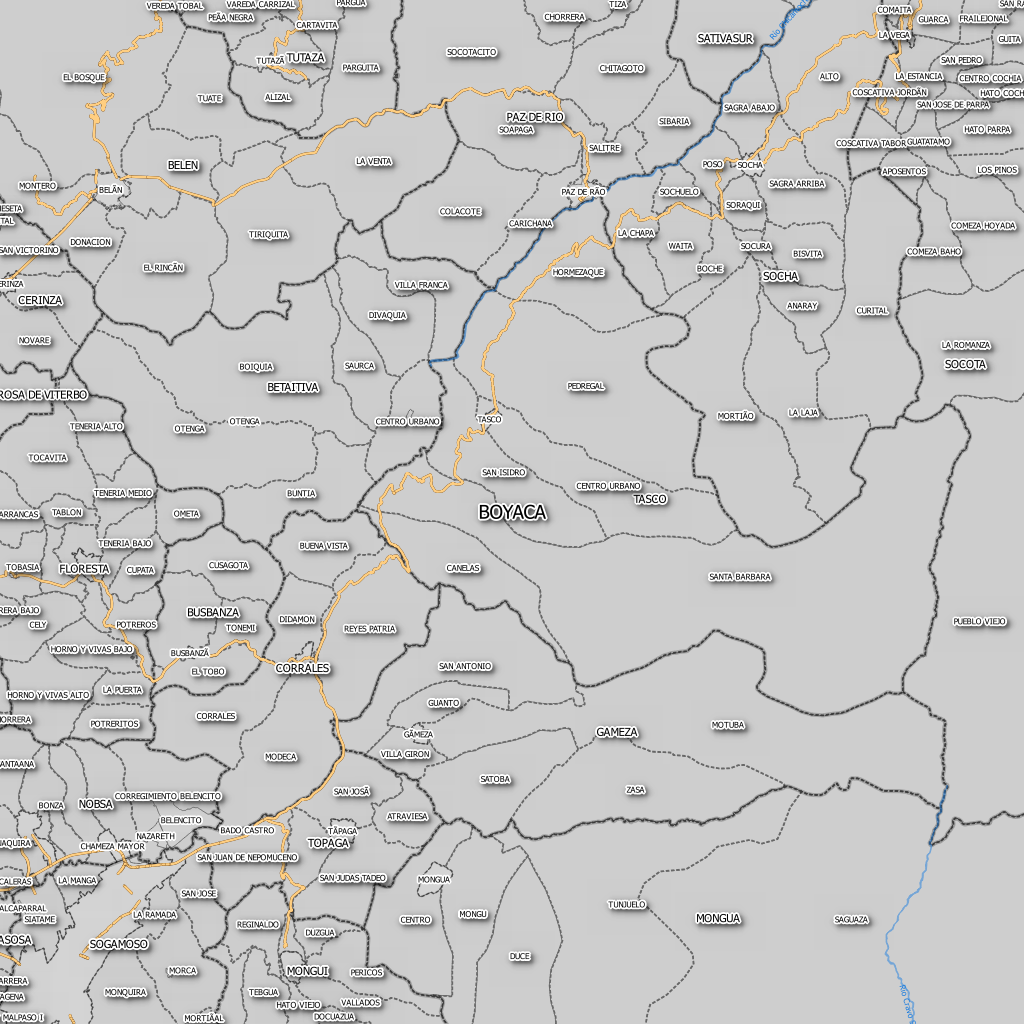 VEREDA TOBAL
VAREDA CARRIZAL
PARGUA
TIZA
COMAITA
PEÃA NEGRA
CARTAVITA
CHORRERA
GUARCA
FRAILEJONAL
SATIVASUR
LA VEGA
GUITA
SOCOTACITO
TUTAZÃ
TUTAZA
PARGUITA
CHITAGOTO
SAN PEDRO
EL BOSQUE
ALTO
LA ESTANCIA
CENTRO COCHIA
TUATE
ALIZAL
COSCATIVA JORDÃN
HATO COCH
SAGRA ABAJO
SAN JOSE DE PARPA
PAZ DE RIO
SIBARIA
SOAPAGA
HATO PARPA
SALITRE
COSCATIVA TABOR
GUATATAMO
LA VENTA
BELEN
POSO
SOCHA
APOSENTOS
LOS PINOS
MONTERO
BELÃN
PAZ DE RÃO
SOCHUELO
SAGRA ARRIBA
MESETA
SORAQUI
COLACOTE
CARICHANA
COMEZA HOYADA
TIRIQUITA
LA CHAPA
DONACION
WAITA
SOCURA
SAN VICTORINO
BISVITA
COMEZA BAHO
EL RINCÃN
BOCHE
HORMEZAQUE
SOCHA
VILLA FRANCA
CERINZA
ANARAY
CURITAL
DIVAQUIA
NOVARE
LA ROMANZA
BOIQUIA
SAURCA
SOCOTA
BETAITIVA
PEDREGAL
ROSA DE VITERBO
LA LAJA
MORTIÃO
OTENGA
CENTRO URBANO
TASCO
TENERIA ALTO
OTENGA
TOCAVITA
SAN ISIDRO
CENTRO URBANO
TENERIA MEDIO
BUNTIA
TASCO
ARRANCAS
TABLON
OMETA
BOYACA
TENERIA BAJO
BUENA VISTA
TOBASIA
FLORESTA
CUPATA
CUSAGOTA
CANELAS
SANTA BARBARA
RERA BAJO
BUSBANZA
CELY
POTREROS
TONEMI
DIDAMON
REYES PATRIA
PUEBLO VIEJO
HORNO Y VIVAS BAJO
BUSBANZÃ
EL TOBO
CORRALES
SAN ANTONIO
HORNO Y VIVAS ALTO
LA PUERTA
GUANTO
HORRERA
POTRERITOS
CORRALES
GÃMEZA
GAMEZA
MOTUBA
MODECA
VILLA GIRON
SANTAANA
SATOBA
SAN JOSÃ
ZASA
CORREGIMIENTO BELENCITO
BONZA
NOBSA
BELENCITO
ATRAVIESA
NAZARETH
BADO CASTRO
TÃPAGA
CHAMEZA MAYOR
TOPAGA
SAN JUAN DE NEPOMUCENO
CALERAS
LA MANGA
SAN JUDAS TADEO
MONGUA
SAN JOSE
ALCAPARRAL
SIATAME
LA RAMADA
TUNJUELO
CENTRO
MONGU
MONGUA
SAGUAZA
REGINALDO
DUZGUA
SOGAMOSO
DUCE
MORCA
MONGUI
PERICOS
MONQUIRA
TEBGUA
HATO VIEJO
VALLADOS
MALPASO I
MORTIÃAL
DOCUAZUA